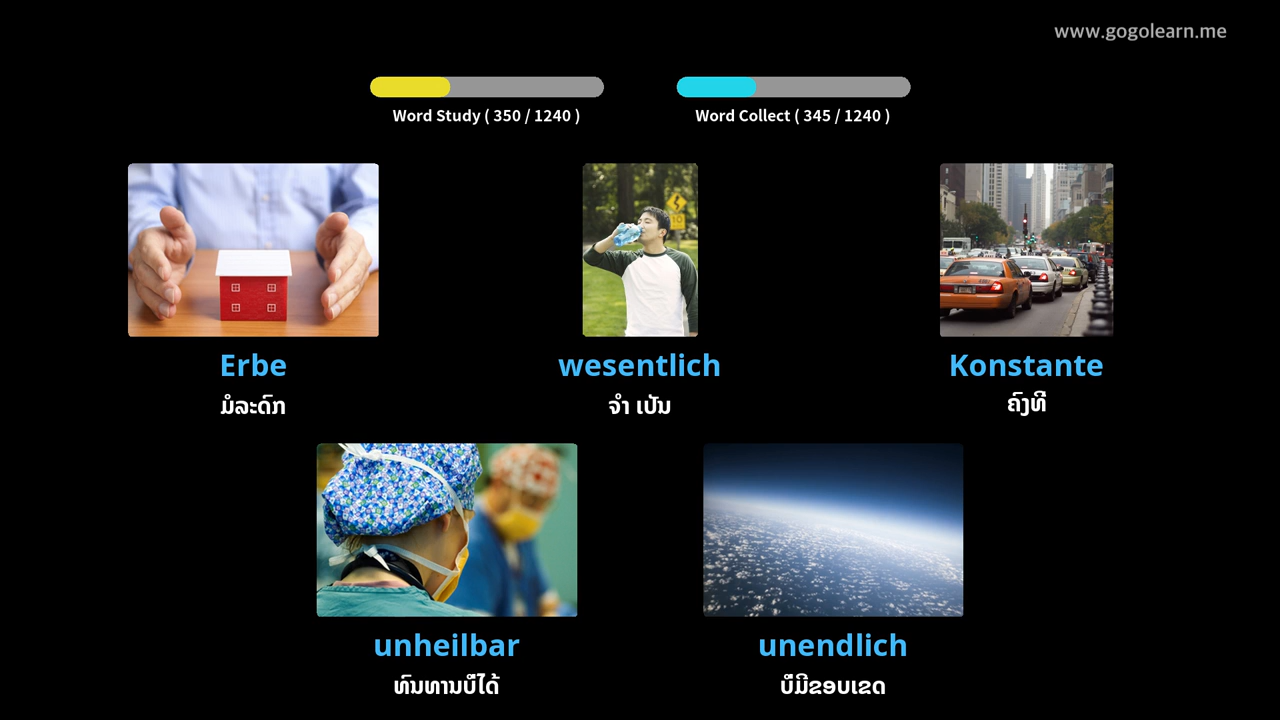 www.gogolearn.me
Word Study ( 350 / 1240 )
Word Collect ( 345 / 1240 )
Erbe
ມໍລະດົກ
wesentlich
ຈຳ ເປັນ
Konstante
ຄົງທີ
unheilbar
ທົນທານບໍ່ໄດ້
unendlich
ບໍ່ມີຂອບເຂດ